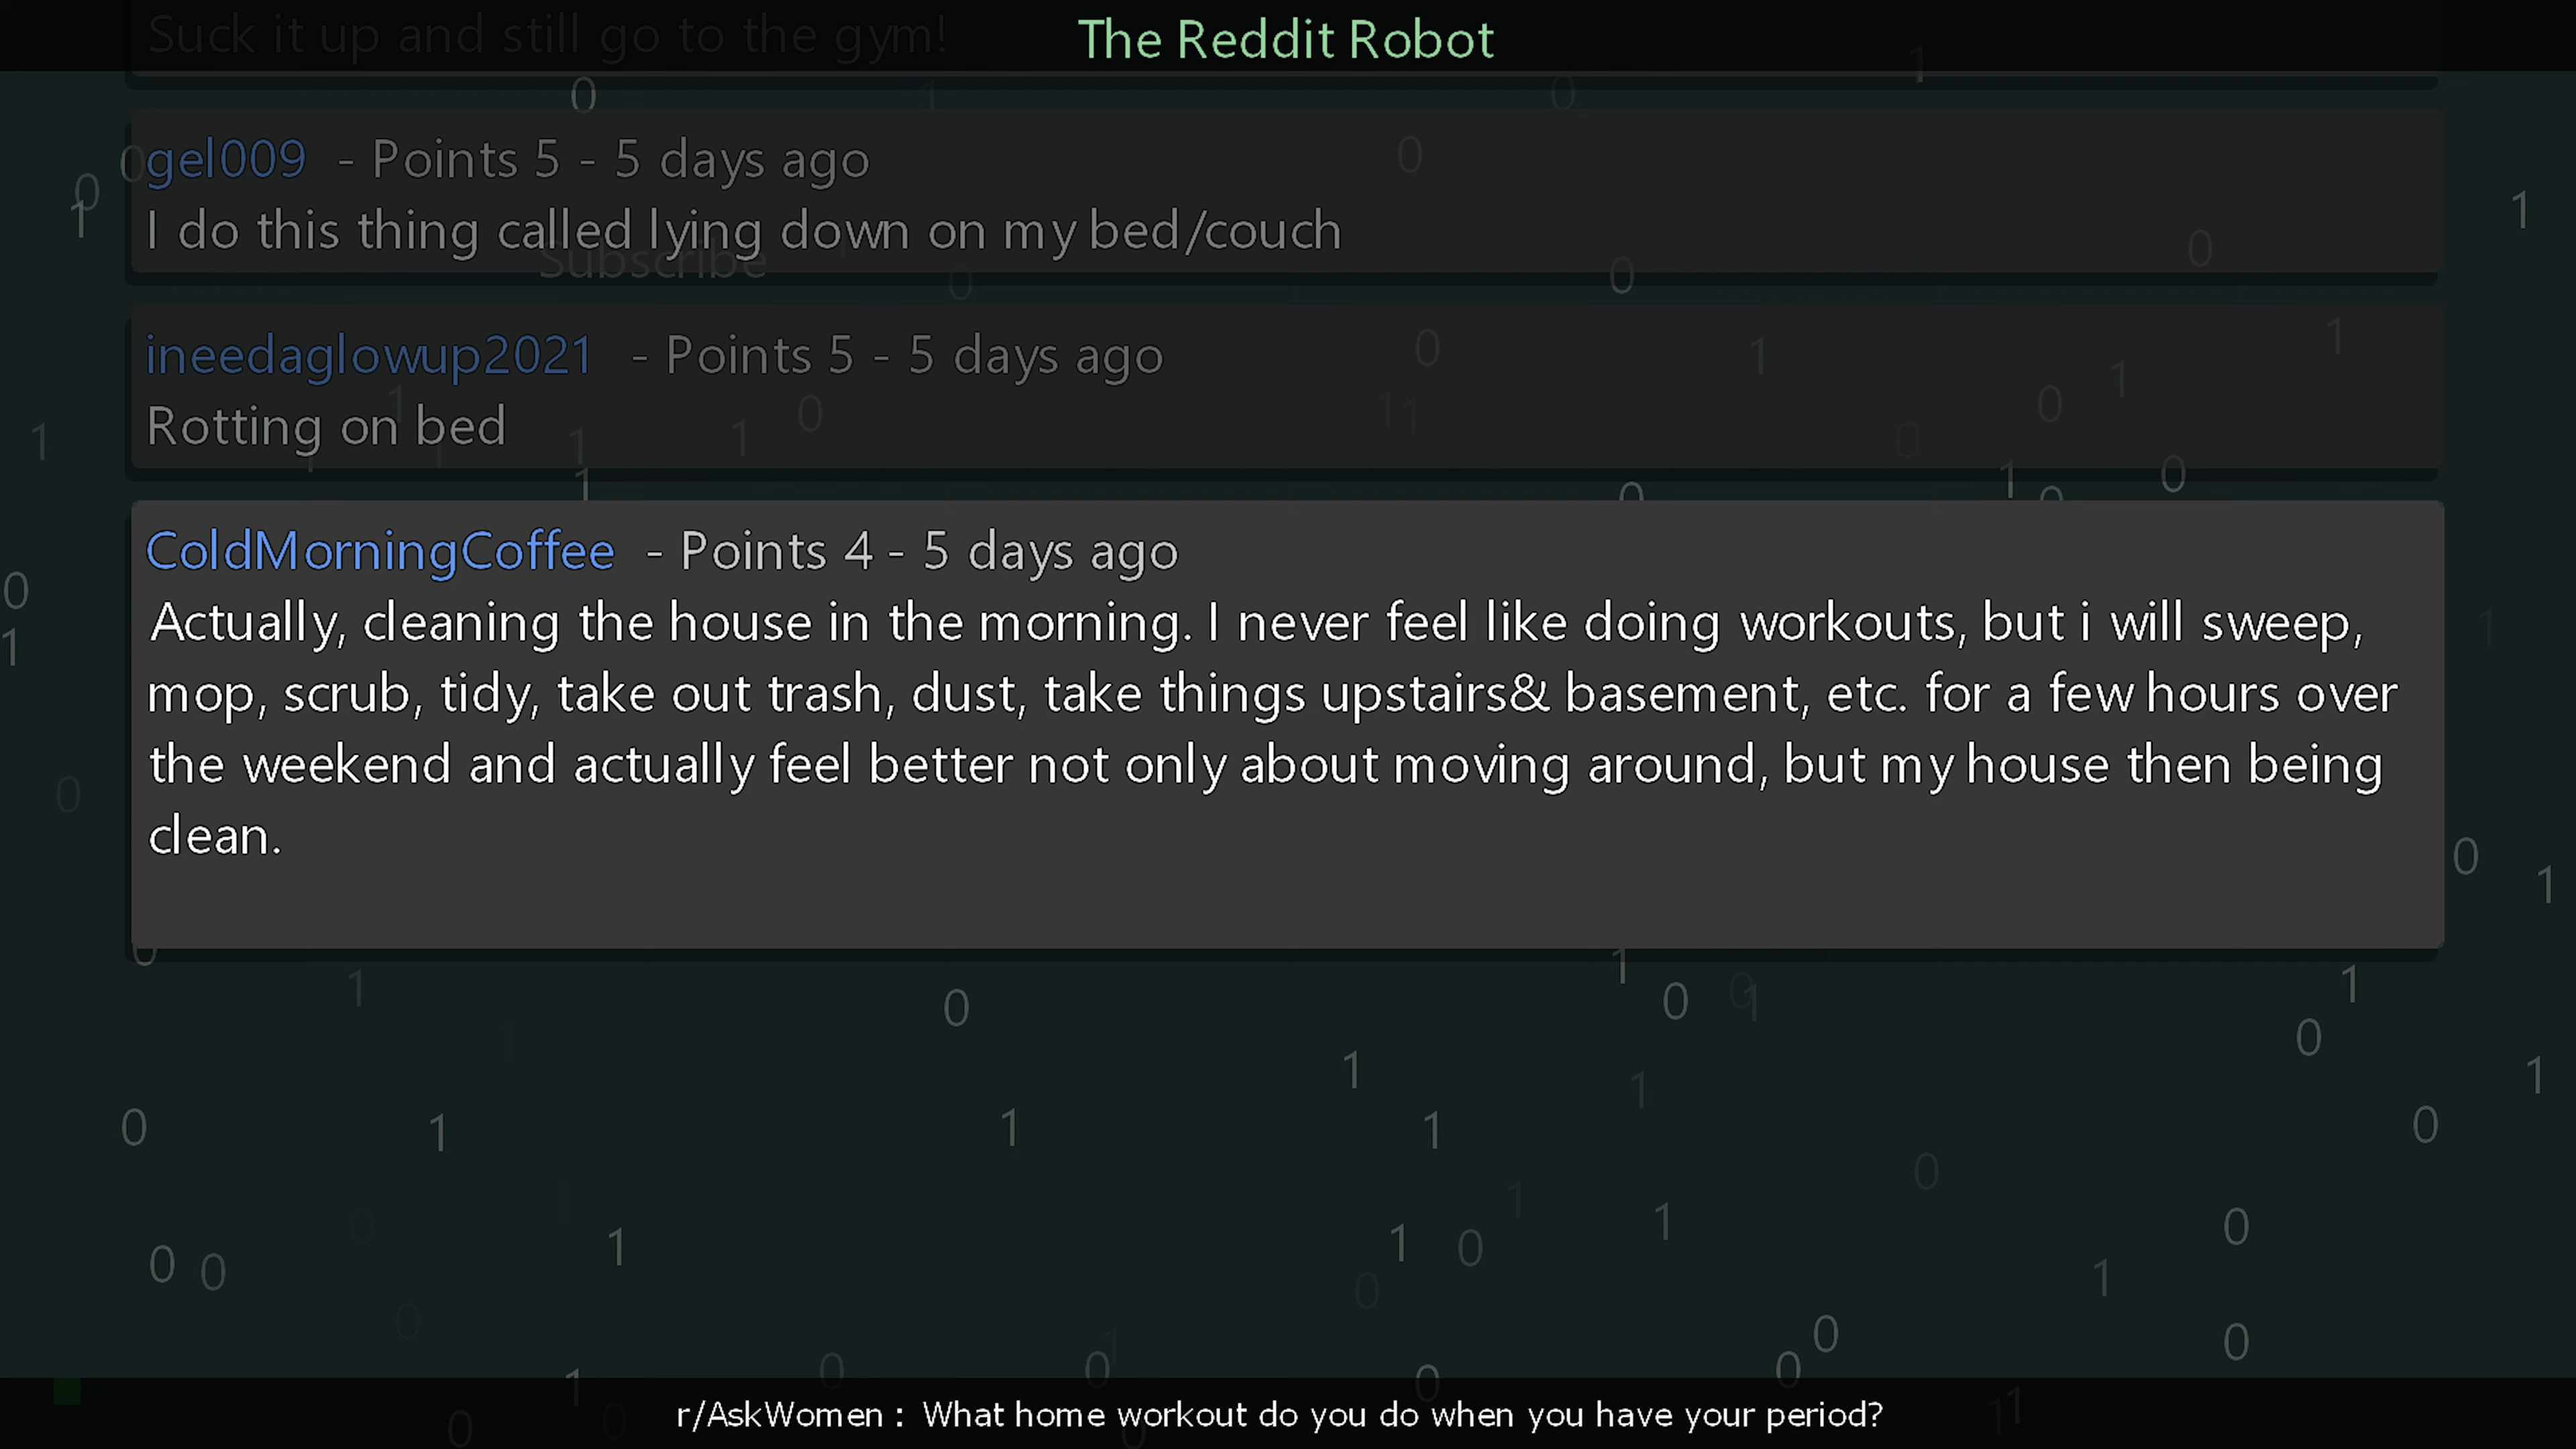 Suck it up and still go to the gym!
The Reddit Robot
gel009 - Points 5 - 5 days ago
I do this thing called lying down on my bed/couch
Subscribe
ineedaglowup2021 - Points 5 - 5 days ago
Rotting on bed
ColdMorningCoffee - Points 4 - 5 days ago
Actually, cleaning the house in the morning. I never feel like doing workouts, but i will sweep,
mop, scrub, tidy, take out trash, dust, take things upstairs& basement, etc. for a few hours over
the weekend and actually feel better not only about moving around, but my house then being
clean.
r/AskWomen : What home workout do you do when you have your period?